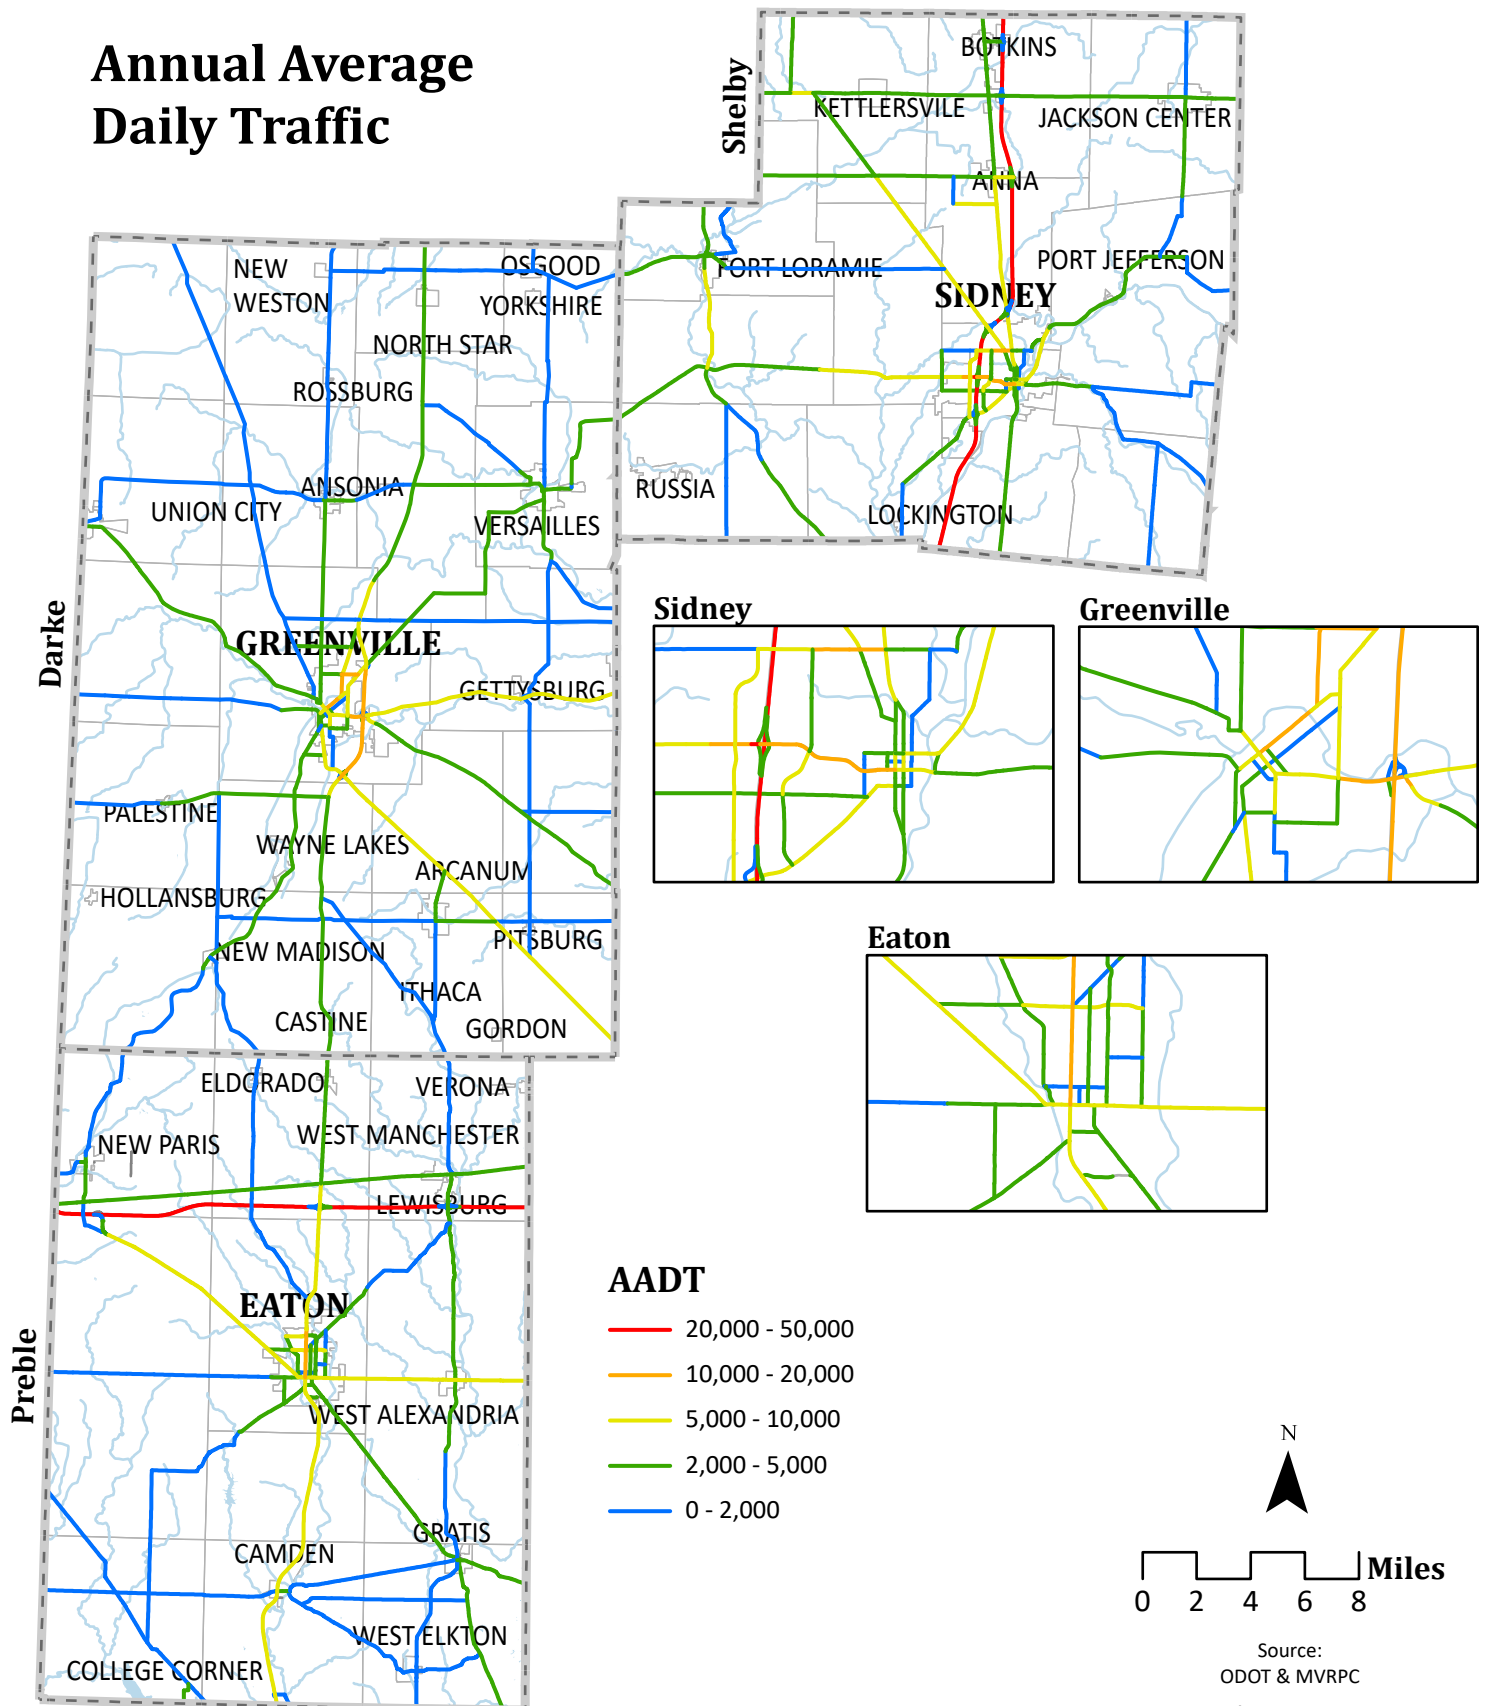 Annual Average
Daily Traffic
Shelby
BOTKINS
KETTLERSVILE
JACKSON CENTER
ANNA
PORT JEFFERSON
FORT LORAMIE
SIDNEY
RUSSIA
LOCKINGTON
Darke
NEW
WESTON
OSGOOD
YORKSHIRE
NORTH STAR
ROSSBURG
ANSONIA
UNION CITY
VERSAILLES
GREENVILLE
GETTYSBURG
PALESTINE
WAYNE LAKES
ARCANUM
HOLLANSBURG
PITSBURG
NEW MADISON
ITHACA
CASTINE
GORDON
Sidney
Greenville
Eaton
Preble
ELDORADO
VERONA
NEW PARIS
WEST MANCHESTER
LEWISBURG
EATON
WEST ALEXANDRIA
GRATIS
CAMDEN
WEST ELKTON
COLLEGE CORNER
AADT
20,000 - 50,000
10,000 - 20,000
5,000 - 10,000
2,000 - 5,000
0 - 2,000
N
Miles
0 2 4 6 8
Source:
ODOT & MVRPC